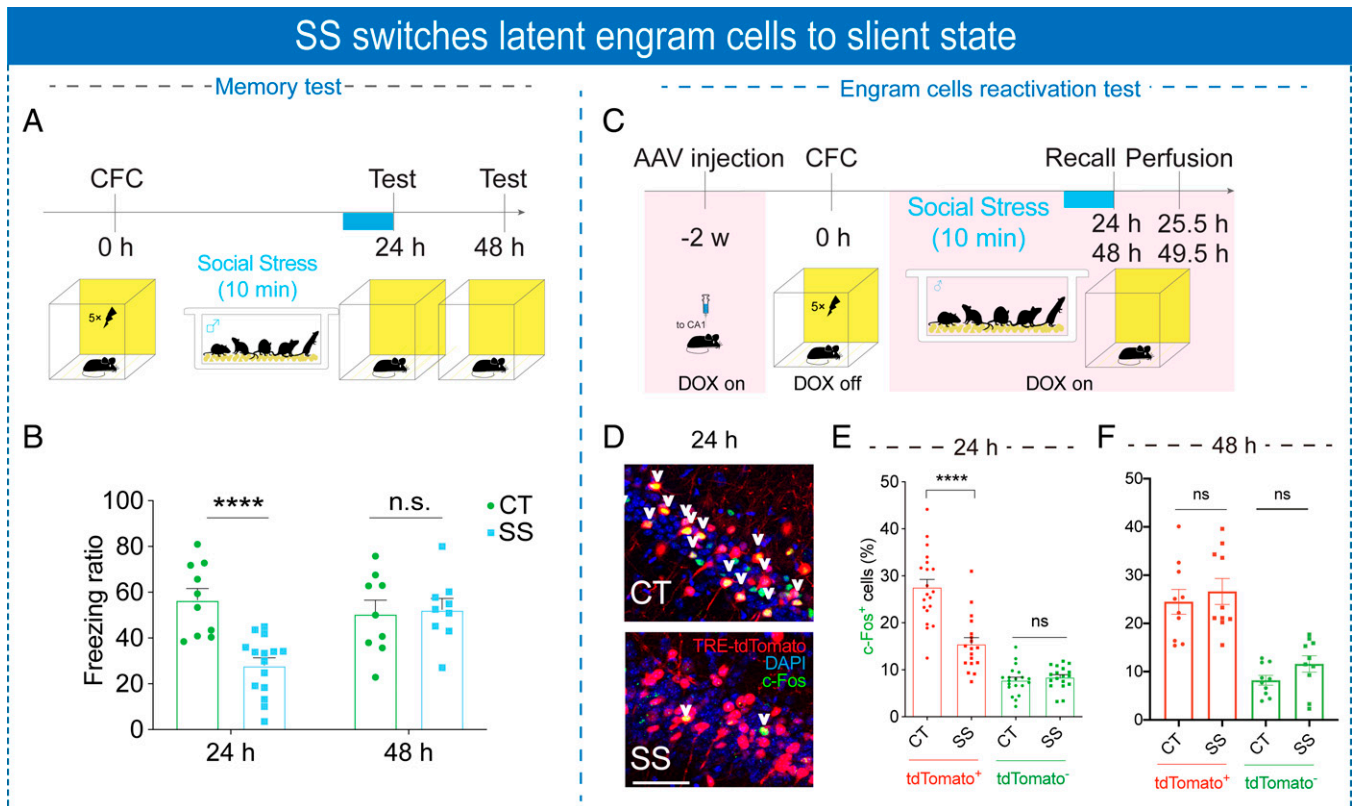 SS switches latent engram cells to slient state
Memory test
Engram cells reactivation test
A
CFC
Test
Test
0 h
24 h
48 h
Social Stress
(10 min)
5×
♂
B
Freezing ratio
100
80
60
40
20
0
****
n.s.
CT
SS
24 h
48 h
C
AAV injection
CFC
Recall
Perfusion
Social Stress
(10 min)
-2 w
0 h
24 h
25.5 h
48 h
49.5 h
to CA1
5×
♂
DOX on
DOX off
DOX on
D
24 h
CT
TRE-tdTomato
DAPI
c-Fos
SS
E
24 h
c-Fos⁺ cells (%)
50
40
30
20
10
0
****
ns
CT
SS
CT
SS
tdTomato⁺
tdTomato⁻
F
48 h
50
40
30
20
10
0
ns
ns
CT
SS
CT
SS
tdTomato⁺
tdTomato⁻